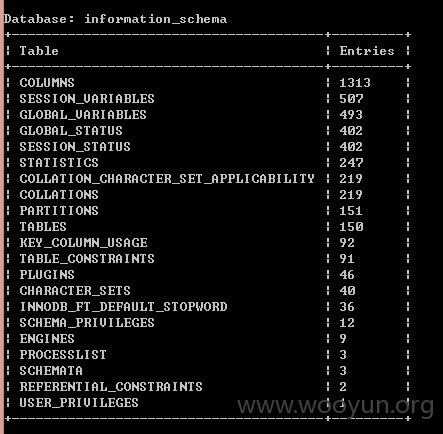 Database: information_schema
Table Entries
COLUMNS 1313
SESSION_VARIABLES 507
GLOBAL_VARIABLES 493
GLOBAL_STATUS 402
SESSION_STATUS 402
STATISTICS 247
COLLATION_CHARACTER_SET_APPLICABILITY 219
COLLATIONS 219
PARTITIONS 151
TABLES 150
KEY_COLUMN_USAGE 92
TABLE_CONSTRAINTS 91
PLUGINS 46
CHARACTER_SETS 40
INNODB_FT_DEFAULT_STOPWORD 36
SCHEMA_PRIVILEGES 12
ENGINES 9
PROCESSLIST 3
SCHEMATA 3
REFERENTIAL_CONSTRAINTS 2
USER_PRIVILEGES
www.wooyun.org